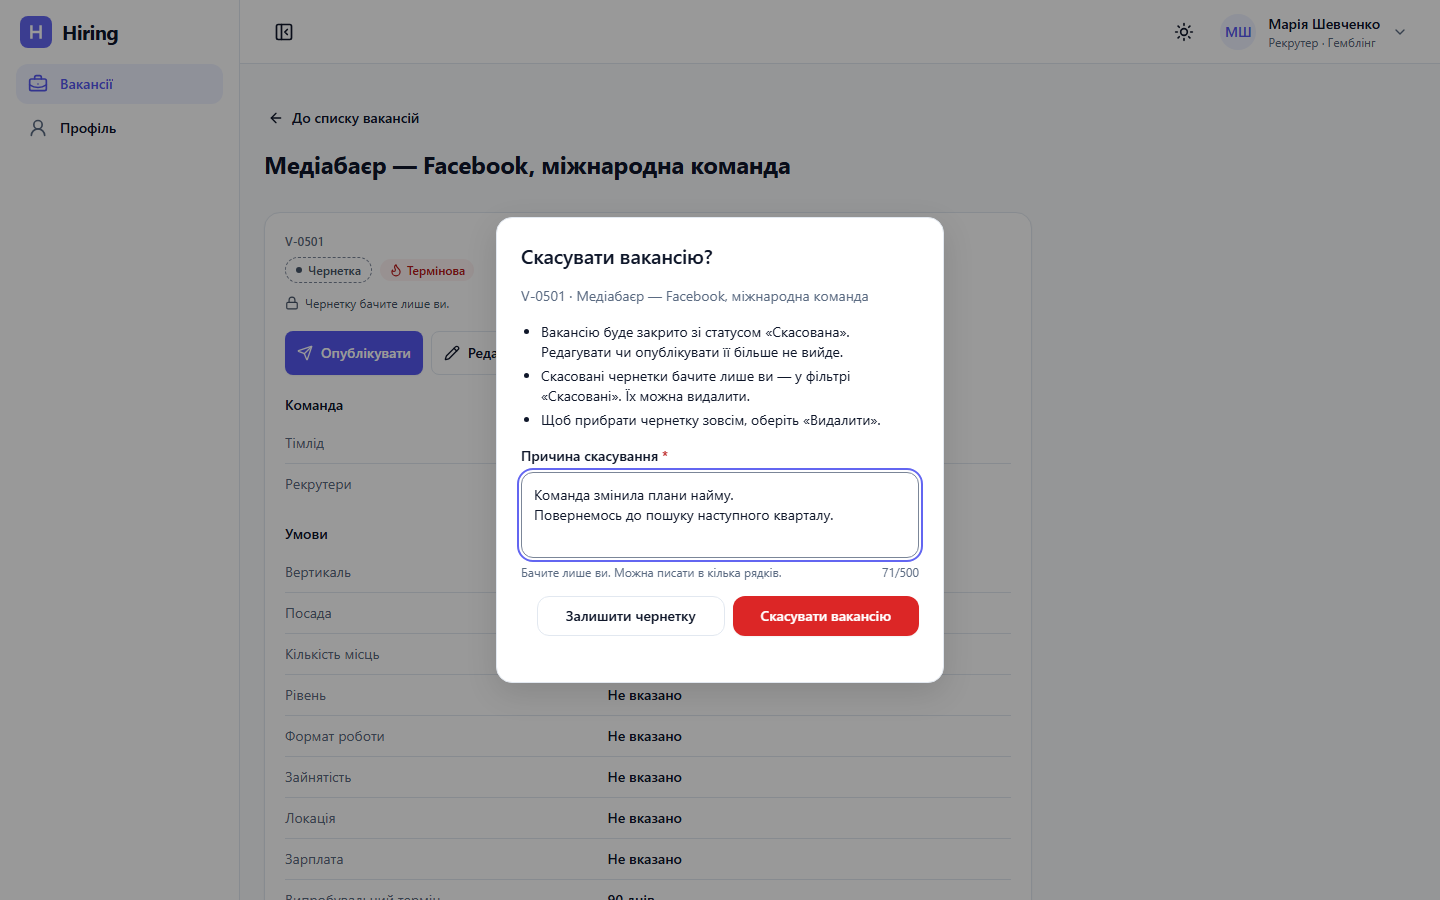 Hiring
Вакансії
Профіль
МШ
Марія Шевченко
Рекрутер · Гемблінг
До списку вакансій
Медіабаєр — Facebook, міжнародна команда
V-0501
Чернетка
Термінова
Чернетку бачите лише ви.
Опублікувати
Реда
Команда
Тімлід
Рекрутери
Умови
Вертикаль
Посада
Кількість місць
Рівень
Не вказано
Формат роботи
Не вказано
Зайнятість
Не вказано
Локація
Не вказано
Зарплата
Не вказано
Випробувальний термін
90 днів
Скасувати вакансію?
V-0501 · Медіабаєр — Facebook, міжнародна команда
Вакансію буде закрито зі статусом «Скасована».
Редагувати чи опублікувати її більше не вийде.
Скасовані чернетки бачите лише ви — у фільтрі
«Скасовані». Їх можна видалити.
Щоб прибрати чернетку зовсім, оберіть «Видалити».
Причина скасування *
Команда змінила плани найму.
Повернемось до пошуку наступного кварталу.
Бачите лише ви. Можна писати в кілька рядків.
71/500
Залишити чернетку
Скасувати вакансію